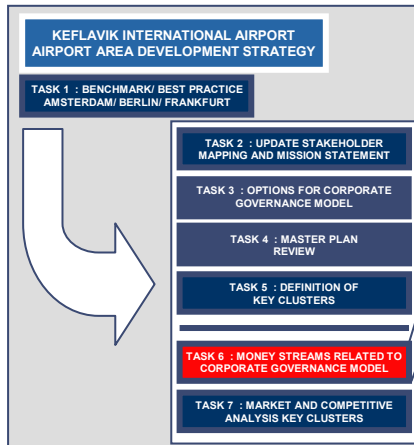 KEFLAVIK INTERNATIONAL AIRPORT
AIRPORT AREA DEVELOPMENT STRATEGY
TASK 1 : BENCHMARK/ BEST PRACTICE
AMSTERDAM/ BERLIN/ FRANKFURT
TASK 2 : UPDATE STAKEHOLDER
MAPPING AND MISSION STATEMENT
TASK 3 : OPTIONS FOR CORPORATE
GOVERNANCE MODEL
TASK 4 : MASTER PLAN
REVIEW
TASK 5 : DEFINITION OF
KEY CLUSTERS
TASK 6 : MONEY STREAMS RELATED TO
CORPORATE GOVERNANCE MODEL
TASK 7 : MARKET AND COMPETITIVE
ANALYSIS KEY CLUSTERS